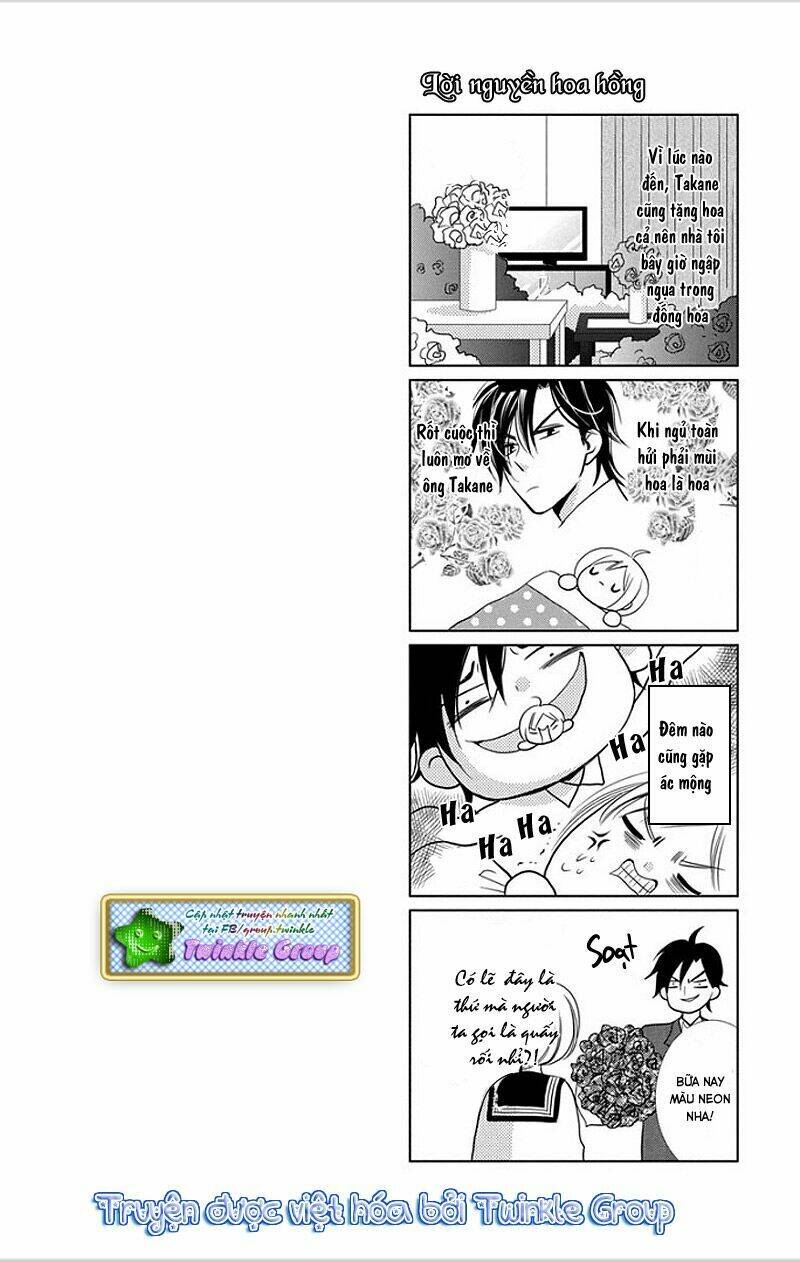 Lời nguyền hoa hồng
Vì lúc nào
đến, Takane
cũng tặng hoa
cả nên nhà tôi
bây giờ ngập
ngụa trong
đống hoa
Khi ngủ toàn
hửi phải mùi
hoa là hoa
Rốt cuộc thì
luôn mơ về
ông Takane
Ha
Đêm nào
cũng gặp
ác mộng
Ha
Ha
Ha
Ha
Soạt
Có lẽ đây là
thứ mà người
ta gọi là quấy
rối nhỉ?!
BỮA NAY
MÀU NEON
NHA!
Cập nhật truyện nhanh nhất
tại FB/group.twinkle
Twinkle Group
Truyện được việt hóa bởi Twinkle Group